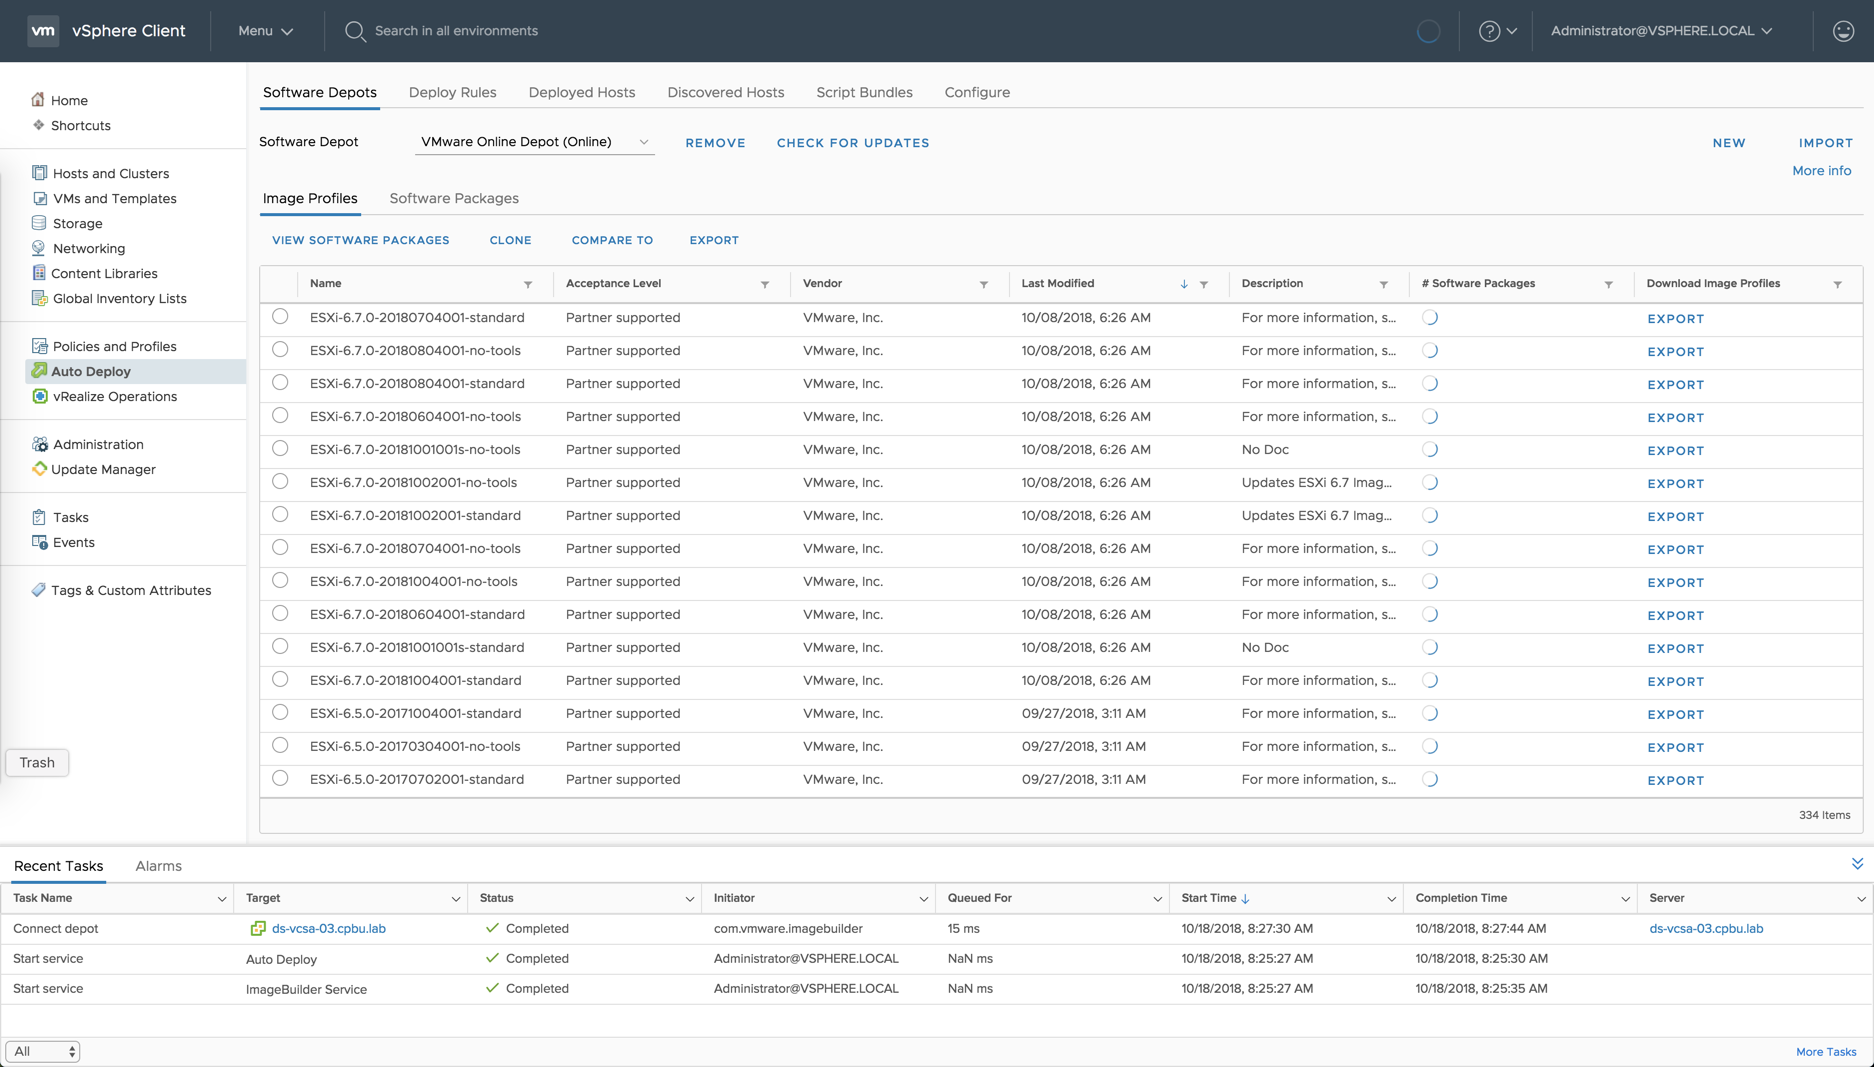 vm vSphere Client Menu Search in all environments ? Administrator@VSPHERE.LOCAL
Home
Shortcuts
Hosts and Clusters
VMs and Templates
Storage
Networking
Content Libraries
Global Inventory Lists
Policies and Profiles
Auto Deploy
vRealize Operations
Administration
Update Manager
Tasks
Events
Tags & Custom Attributes
Trash
Software Depots Deploy Rules Deployed Hosts Discovered Hosts Script Bundles Configure
Software Depot VMware Online Depot (Online) REMOVE CHECK FOR UPDATES NEW IMPORT
More info
Image Profiles Software Packages
VIEW SOFTWARE PACKAGES CLONE COMPARE TO EXPORT
Name Acceptance Level Vendor Last Modified Description # Software Packages Download Image Profiles
ESXi-6.7.0-20180704001-standard Partner supported VMware, Inc. 10/08/2018, 6:26 AM For more information, s... EXPORT
ESXi-6.7.0-20180804001-no-tools Partner supported VMware, Inc. 10/08/2018, 6:26 AM For more information, s... EXPORT
ESXi-6.7.0-20180804001-standard Partner supported VMware, Inc. 10/08/2018, 6:26 AM For more information, s... EXPORT
ESXi-6.7.0-20180604001-no-tools Partner supported VMware, Inc. 10/08/2018, 6:26 AM For more information, s... EXPORT
ESXi-6.7.0-20181001001s-no-tools Partner supported VMware, Inc. 10/08/2018, 6:26 AM No Doc EXPORT
ESXi-6.7.0-20181002001-no-tools Partner supported VMware, Inc. 10/08/2018, 6:26 AM Updates ESXi 6.7 Imag... EXPORT
ESXi-6.7.0-20181002001-standard Partner supported VMware, Inc. 10/08/2018, 6:26 AM Updates ESXi 6.7 Imag... EXPORT
ESXi-6.7.0-20180704001-no-tools Partner supported VMware, Inc. 10/08/2018, 6:26 AM For more information, s... EXPORT
ESXi-6.7.0-20181004001-no-tools Partner supported VMware, Inc. 10/08/2018, 6:26 AM For more information, s... EXPORT
ESXi-6.7.0-20180604001-standard Partner supported VMware, Inc. 10/08/2018, 6:26 AM For more information, s... EXPORT
ESXi-6.7.0-20181001001s-standard Partner supported VMware, Inc. 10/08/2018, 6:26 AM No Doc EXPORT
ESXi-6.7.0-20181004001-standard Partner supported VMware, Inc. 10/08/2018, 6:26 AM For more information, s... EXPORT
ESXi-6.5.0-20171004001-standard Partner supported VMware, Inc. 09/27/2018, 3:11 AM For more information, s... EXPORT
ESXi-6.5.0-20170304001-no-tools Partner supported VMware, Inc. 09/27/2018, 3:11 AM For more information, s... EXPORT
ESXi-6.5.0-20170702001-standard Partner supported VMware, Inc. 09/27/2018, 3:11 AM For more information, s... EXPORT
334 Items
Recent Tasks Alarms
Task Name Target Status Initiator Queued For Start Time Completion Time Server
Connect depot ds-vcsa-03.cpbu.lab Completed com.vmware.imagebuilder 15 ms 10/18/2018, 8:27:30 AM 10/18/2018, 8:27:44 AM ds-vcsa-03.cpbu.lab
Start service Auto Deploy Completed Administrator@VSPHERE.LOCAL NaN ms 10/18/2018, 8:25:27 AM 10/18/2018, 8:25:30 AM
Start service ImageBuilder Service Completed Administrator@VSPHERE.LOCAL NaN ms 10/18/2018, 8:25:27 AM 10/18/2018, 8:25:35 AM
All More Tasks